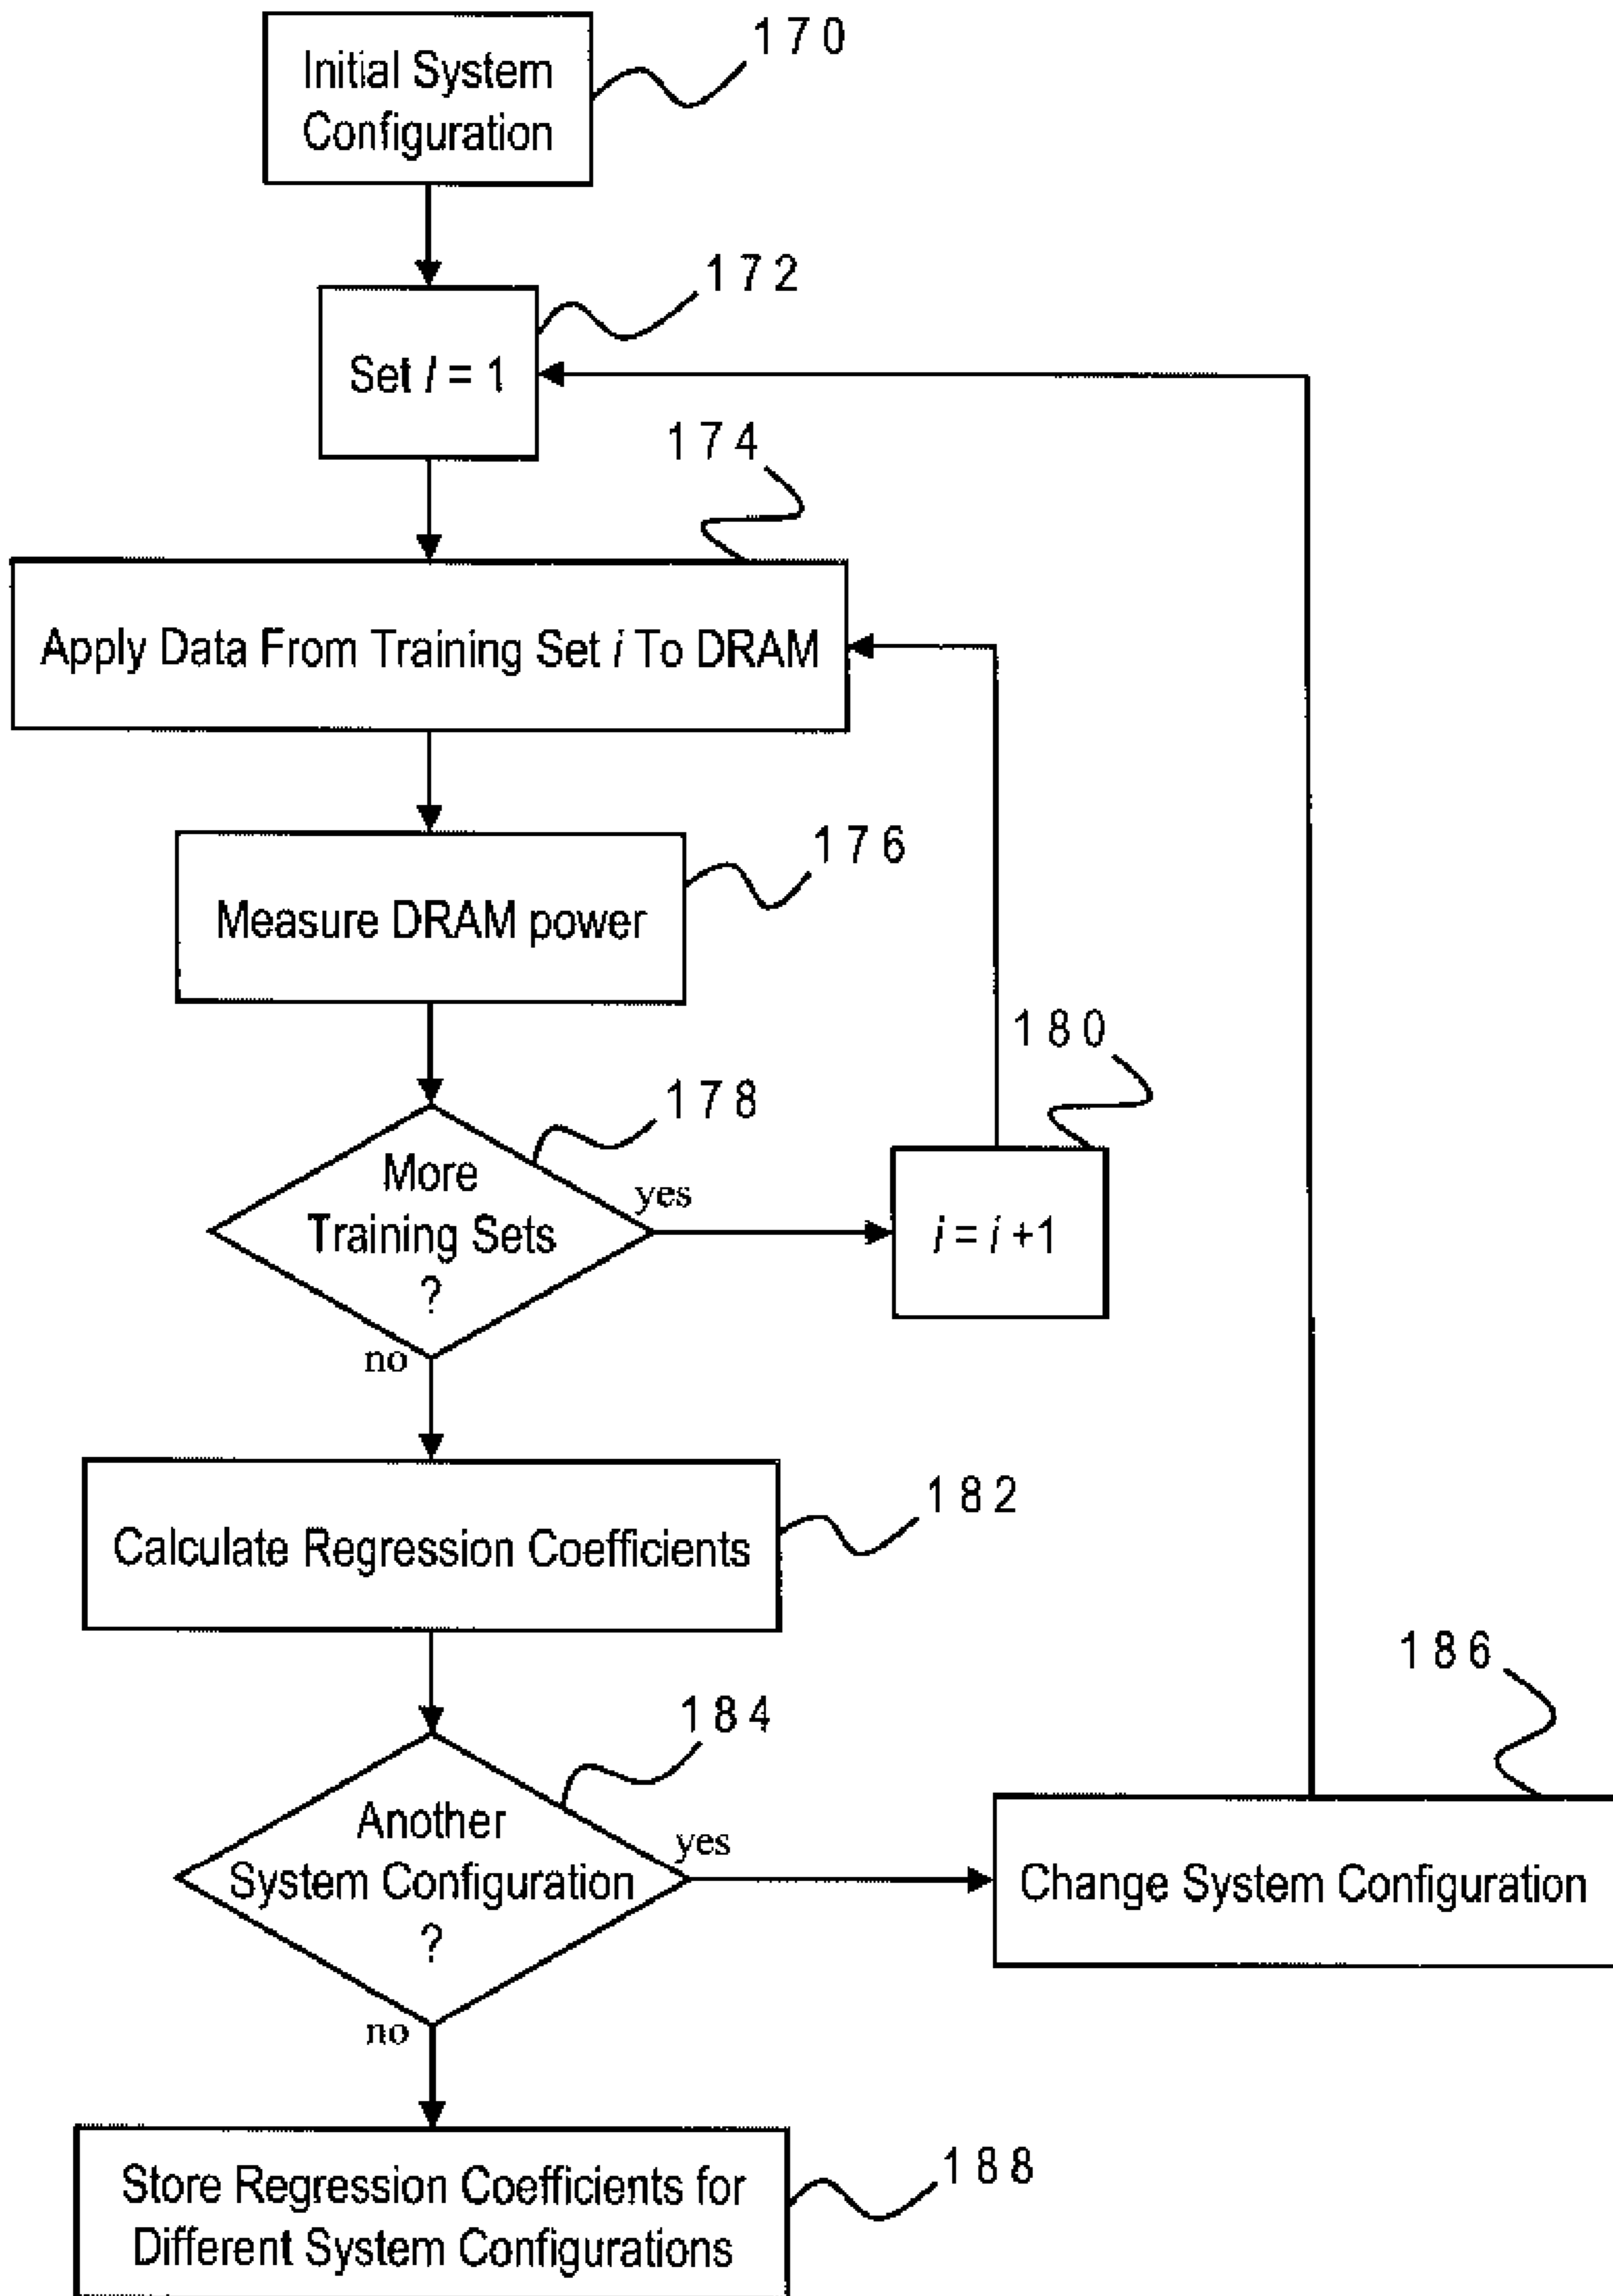 170
Initial System
Configuration
172
Set I = 1
174
Apply Data From Training Set i To DRAM
176
Measure DRAM power
180
178
More
Training Sets
?
yes
i = i +1
no
182
Calculate Regression Coefficients
186
184
Another
System Configuration
?
yes
Change System Configuration
no
188
Store Regression Coefficients for
Different System Configurations